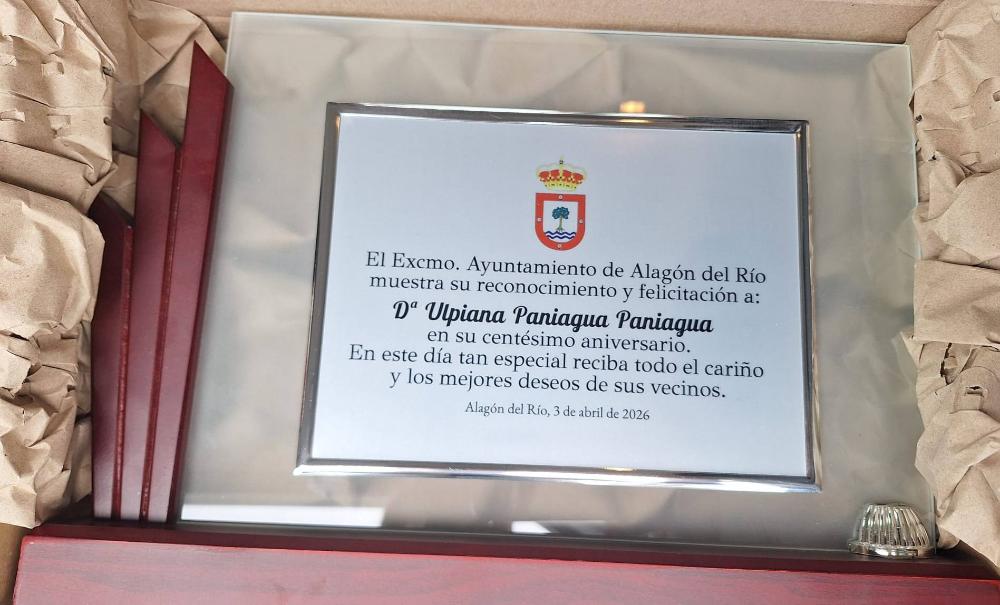 El Excmo. Ayuntamiento de Alagón del Río
muestra su reconocimiento y felicitación a:
Dª Ulpiana Paniagua Paniagua
en su centésimo aniversario.
En este día tan especial reciba todo el cariño
y los mejores deseos de sus vecinos.
Alagón del Río, 3 de abril de 2026